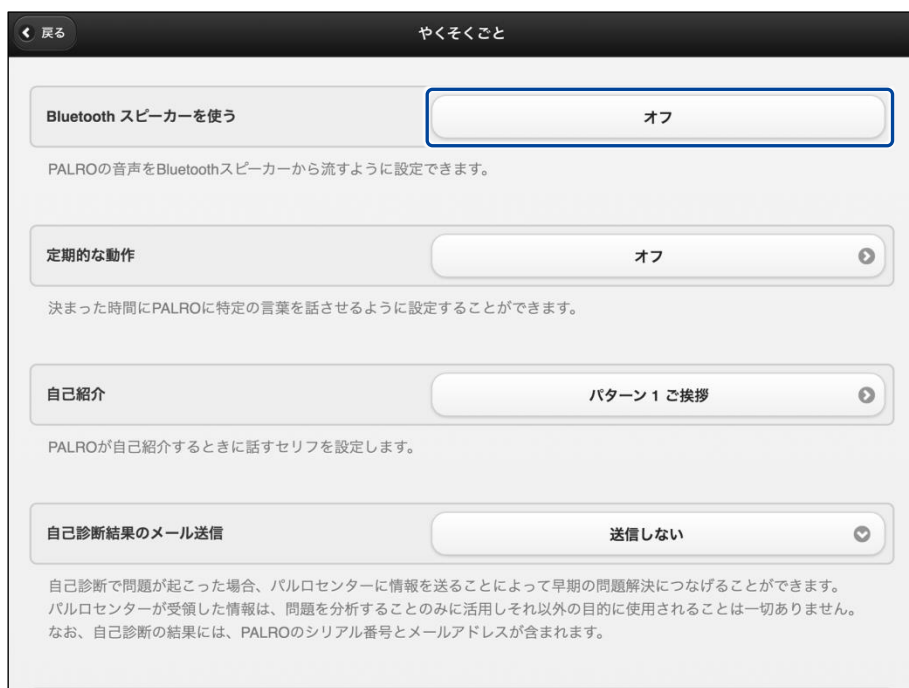 戻る
やくそくごと
Bluetooth スピーカーを使う
オフ
PALROの音声をBluetoothスピーカーから流すように設定できます。
定期的な動作
オフ
決まった時間にPALROに特定の言葉を話させるように設定することができます。
自己紹介
パターン 1 ご挨拶
PALROが自己紹介するときに話すセリフを設定します。
自己診断結果のメール送信
送信しない
自己診断で問題が起こった場合、パルロセンターに情報を送ることによって早期の問題解決につなげることができます。
パルロセンターが受領した情報は、問題を分析することのみに活用しそれ以外の目的に使用されることは一切ありません。
なお、自己診断の結果には、PALROのシリアル番号とメールアドレスが含まれます。